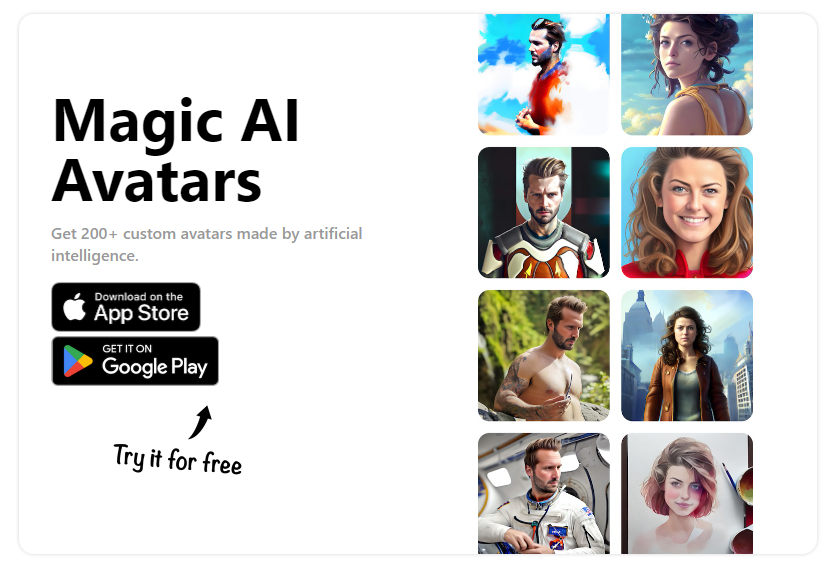 Magic AI
Avatars
Get 200+ custom avatars made by artificial
intelligence.
Download on the
App Store
GET IT ON
Google Play
Try it for free